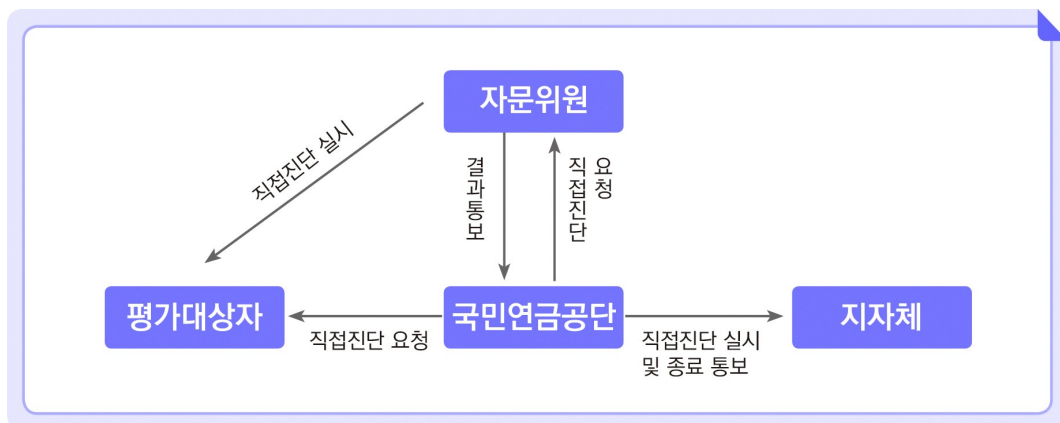 자문위원
직접진단 실시
결과통보
직접진단
요청
평가대상자
국민연금공단
지자체
직접진단 요청
직접진단 실시
및 종료 통보